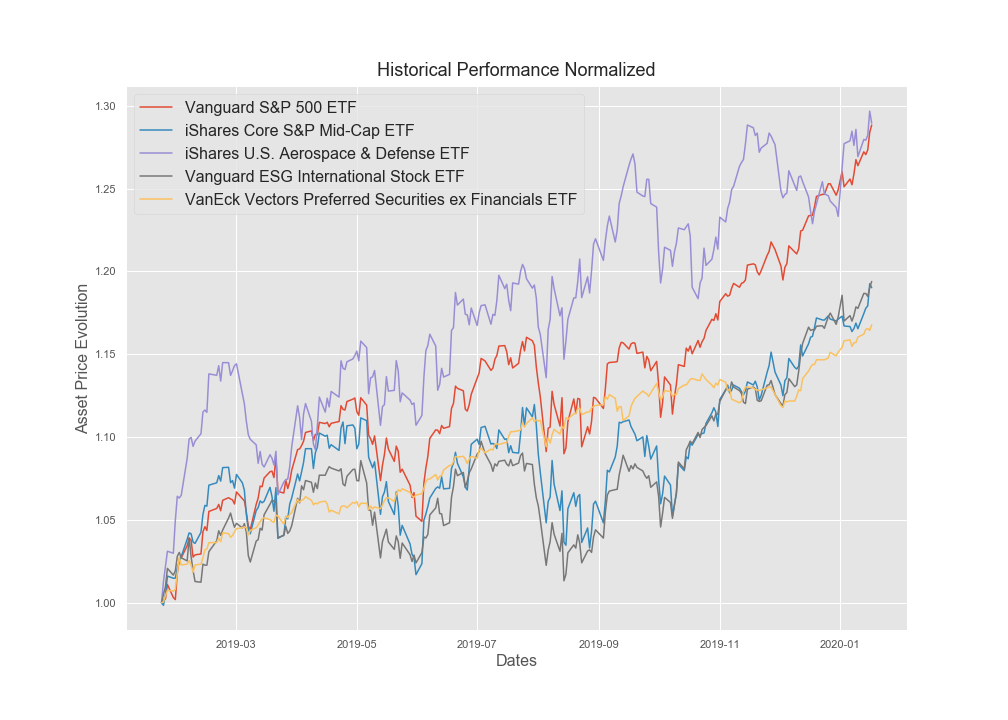 Historical Performance Normalized
Vanguard S&P 500 ETF
iShares Core S&P Mid-Cap ETF
iShares U.S. Aerospace & Defense ETF
Vanguard ESG International Stock ETF
VanEck Vectors Preferred Securities ex Financials ETF
Asset Price Evolution
1.30
1.25
1.20
1.15
1.10
1.05
1.00
2019-03 2019-05 2019-07 2019-09 2019-11 2020-01
Dates